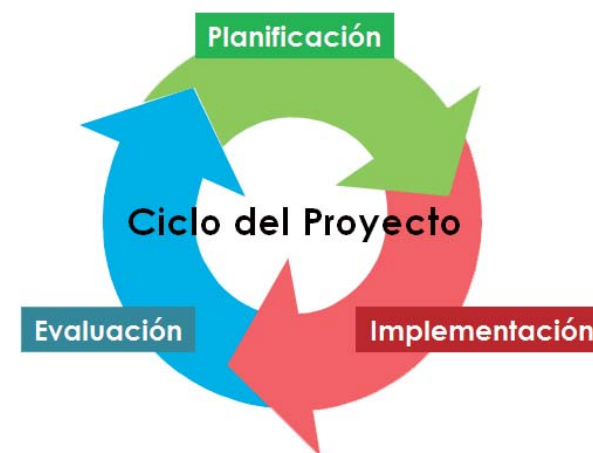 Planificación
Ciclo del Proyecto
Evaluación
Implementación